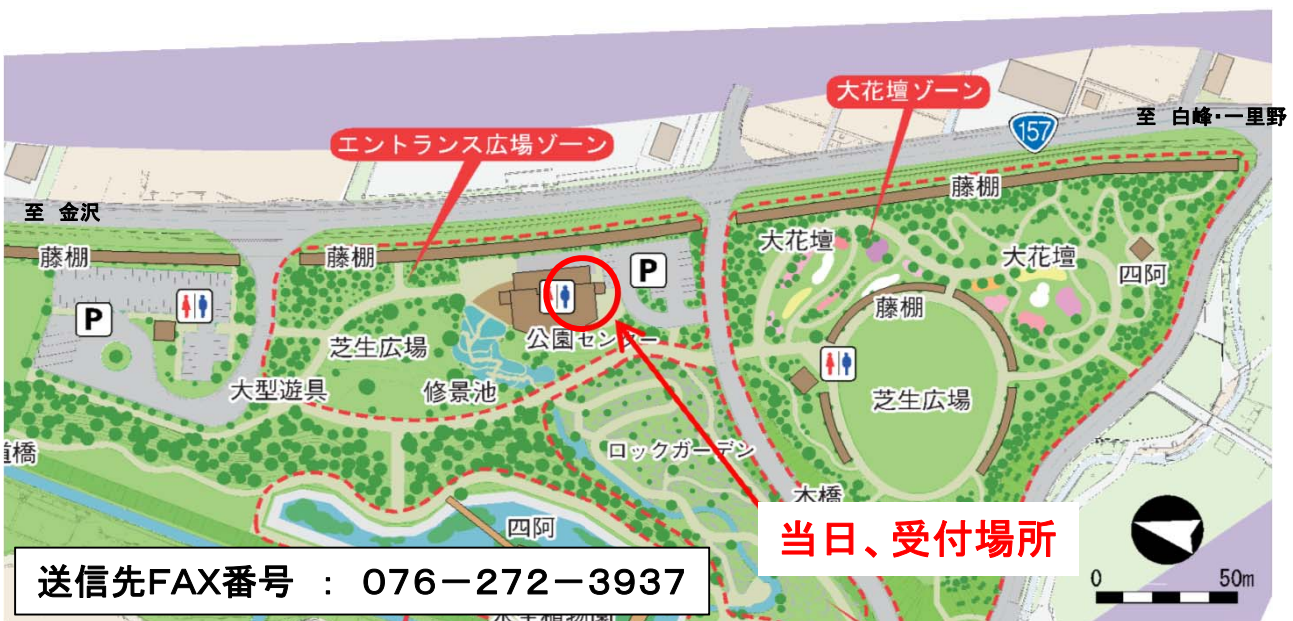 大花壇ゾーン
至 白峰・一里野
157
エントランス広場ゾーン
藤棚
至 金沢
大花壇
藤棚
藤棚
大花壇
四阿
P
P
藤棚
公園センター
芝生広場
大型遊具
修景池
芝生広場
道橋
ロックガーデン
木橋
四阿
当日、受付場所
送信先FAX番号 : 076-272-3937
0 50m